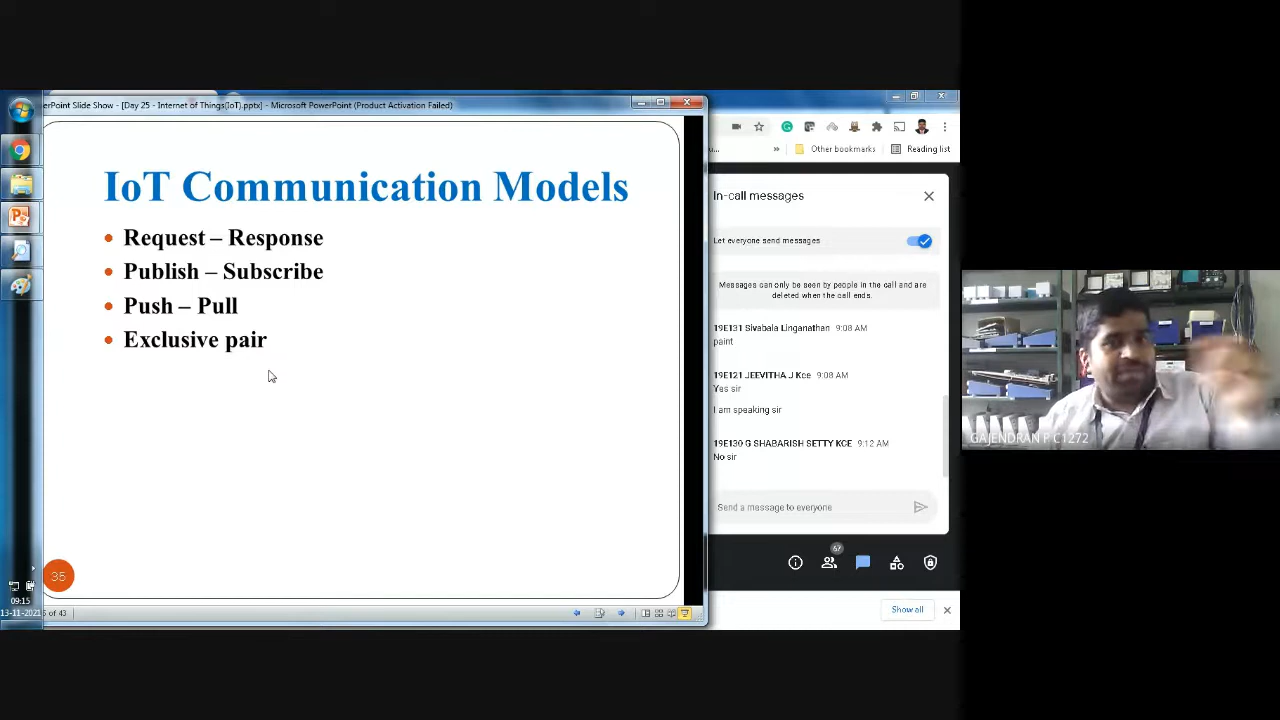 erPoint Slide Show - [Day 25 - Internet of Things(IoT).pptx] - Microsoft PowerPoint (Product Activation Failed)
IoT Communication Models
• Request – Response
• Publish – Subscribe
• Push – Pull
• Exclusive pair
35
09:15
13-11-2021
of 43
»
Other bookmarks
Reading list
In-call messages
Let everyone send messages
Messages can only be seen by people in the call and are
deleted when the call ends.
19E131 Sivabala Linganathan 9:08 AM
paint
19E121 JEEVITHA J Kce 9:08 AM
Yes sir
I am speaking sir
19E130 G SHABARISH SETTY KCE 9:12 AM
No sir
Send a message to everyone
67
Show all
GAJENDRAN P C1272